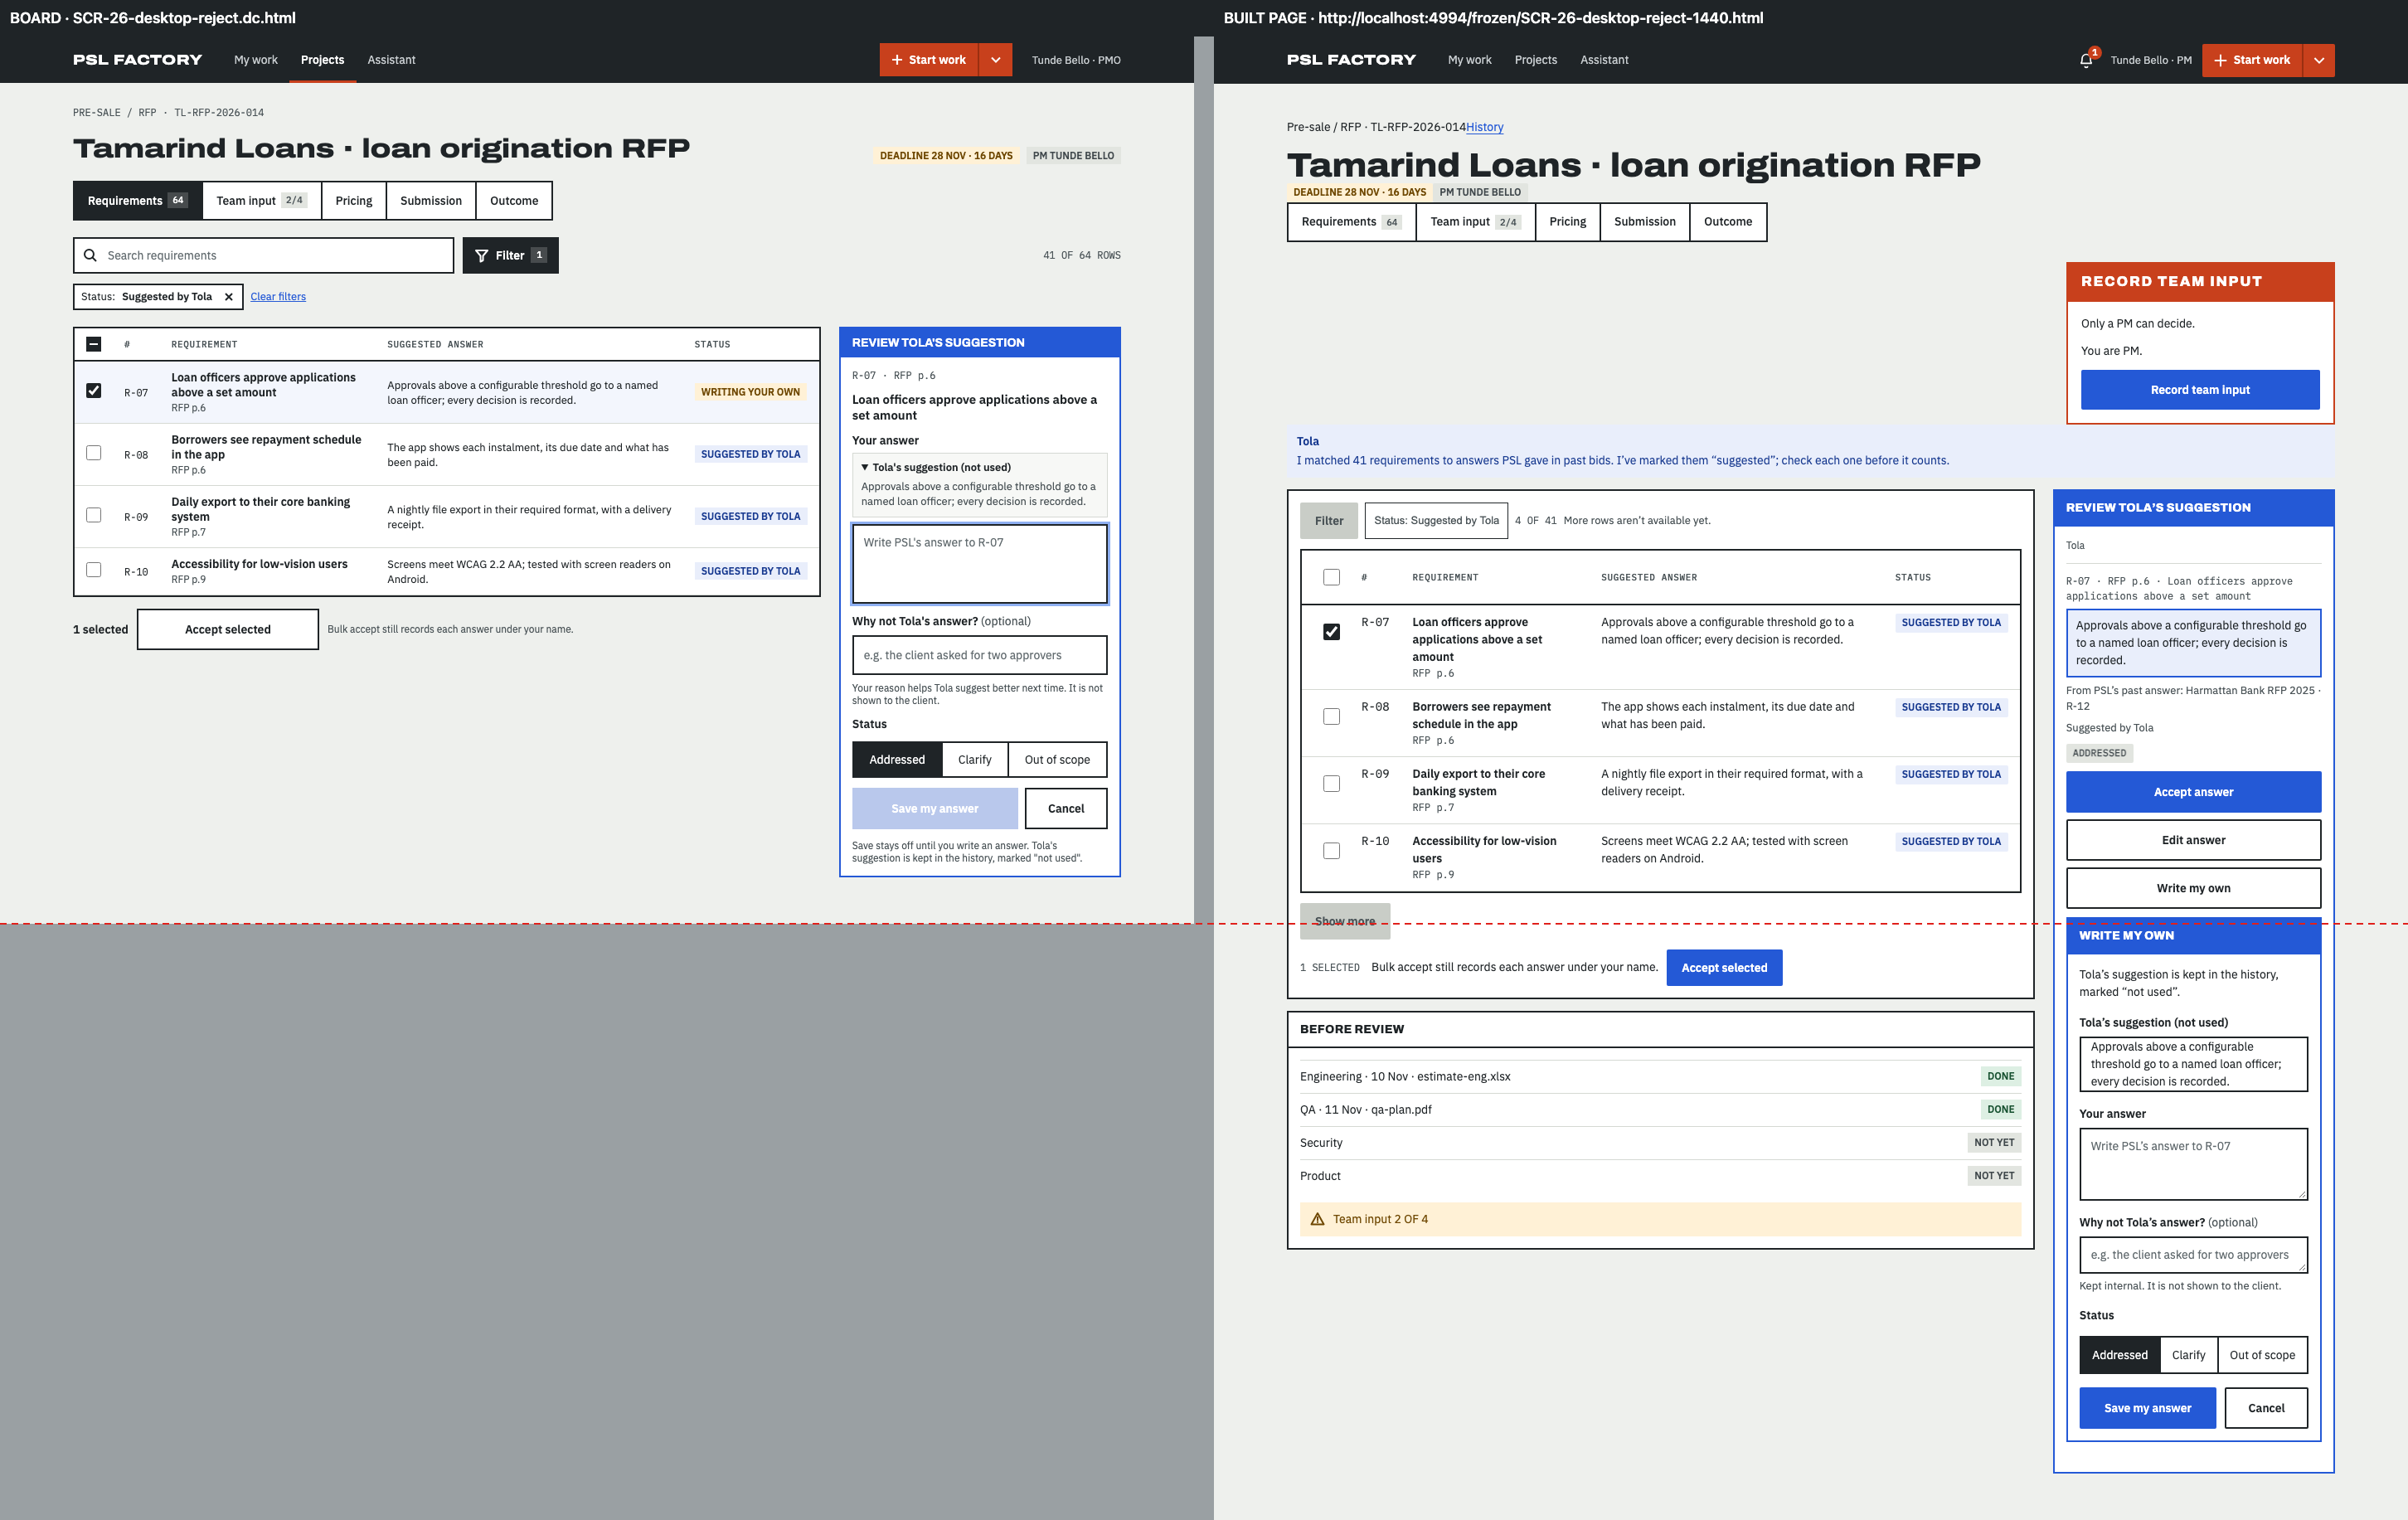 BOARD · SCR-26-desktop-reject.dc.html
PSL FACTORY
My work
Projects
Assistant
Start work
Tunde Bello · PMO
PRE-SALE / RFP · TL-RFP-2026-014
Tamarind Loans · loan origination RFP
DEADLINE 28 NOV · 16 DAYS
PM TUNDE BELLO
Requirements 64
Team input 2/4
Pricing
Submission
Outcome
Search requirements
Filter 1
41 OF 64 ROWS
Status: Suggested by Tola
Clear filters
#
REQUIREMENT
SUGGESTED ANSWER
STATUS
R-07
Loan officers approve applications
above a set amount
RFP p.6
Approvals above a configurable threshold go to a named
loan officer; every decision is recorded.
WRITING YOUR OWN
R-08
Borrowers see repayment schedule
in the app
RFP p.6
The app shows each instalment, its due date and what has
been paid.
SUGGESTED BY TOLA
R-09
Daily export to their core banking
system
RFP p.7
A nightly file export in their required format, with a delivery
receipt.
SUGGESTED BY TOLA
R-10
Accessibility for low-vision users
RFP p.9
Screens meet WCAG 2.2 AA; tested with screen readers on
Android.
SUGGESTED BY TOLA
1 selected
Accept selected
Bulk accept still records each answer under your name.
REVIEW TOLA'S SUGGESTION
R-07 · RFP p.6
Loan officers approve applications above a
set amount
Your answer
▼ Tola's suggestion (not used)
Approvals above a configurable threshold go to a
named loan officer; every decision is recorded.
Write PSL's answer to R-07
Why not Tola's answer? (optional)
e.g. the client asked for two approvers
Your reason helps Tola suggest better next time. It is not
shown to the client.
Status
Addressed
Clarify
Out of scope
Save my answer
Cancel
Save stays off until you write an answer. Tola's
suggestion is kept in the history, marked "not used".
BUILT PAGE · http://localhost:4994/frozen/SCR-26-desktop-reject-1440.html
PSL FACTORY
My work
Projects
Assistant
1
Tunde Bello · PM
Start work
Pre-sale / RFP · TL-RFP-2026-014History
Tamarind Loans · loan origination RFP
DEADLINE 28 NOV · 16 DAYS
PM TUNDE BELLO
Requirements 64
Team input 2/4
Pricing
Submission
Outcome
RECORD TEAM INPUT
Only a PM can decide.
You are PM.
Record team input
Tola
I matched 41 requirements to answers PSL gave in past bids. I’ve marked them “suggested”; check each one before it counts.
Filter
Status: Suggested by Tola
4 OF 41
More rows aren’t available yet.
#
REQUIREMENT
SUGGESTED ANSWER
STATUS
R-07
Loan officers approve
applications above a set
amount
RFP p.6
Approvals above a configurable threshold go to a
named loan officer; every decision is recorded.
SUGGESTED BY TOLA
R-08
Borrowers see repayment
schedule in the app
RFP p.6
The app shows each instalment, its due date and
what has been paid.
SUGGESTED BY TOLA
R-09
Daily export to their core
banking system
RFP p.7
A nightly file export in their required format, with a
delivery receipt.
SUGGESTED BY TOLA
R-10
Accessibility for low-vision
users
RFP p.9
Screens meet WCAG 2.2 AA; tested with screen
readers on Android.
SUGGESTED BY TOLA
Show more
1 SELECTED
Bulk accept still records each answer under your name.
Accept selected
BEFORE REVIEW
Engineering · 10 Nov · estimate-eng.xlsx
DONE
QA · 11 Nov · qa-plan.pdf
DONE
Security
NOT YET
Product
NOT YET
Team input 2 OF 4
REVIEW TOLA’S SUGGESTION
Tola
R-07 · RFP p.6 · Loan officers approve
applications above a set amount
Approvals above a configurable threshold go
to a named loan officer; every decision is
recorded.
From PSL’s past answer: Harmattan Bank RFP 2025 ·
R-12
Suggested by Tola
ADDRESSED
Accept answer
Edit answer
Write my own
WRITE MY OWN
Tola’s suggestion is kept in the history,
marked “not used”.
Tola’s suggestion (not used)
Approvals above a configurable
threshold go to a named loan officer;
every decision is recorded.
Your answer
Write PSL’s answer to R-07
Why not Tola’s answer? (optional)
e.g. the client asked for two approvers
Kept internal. It is not shown to the client.
Status
Addressed
Clarify
Out of scope
Save my answer
Cancel